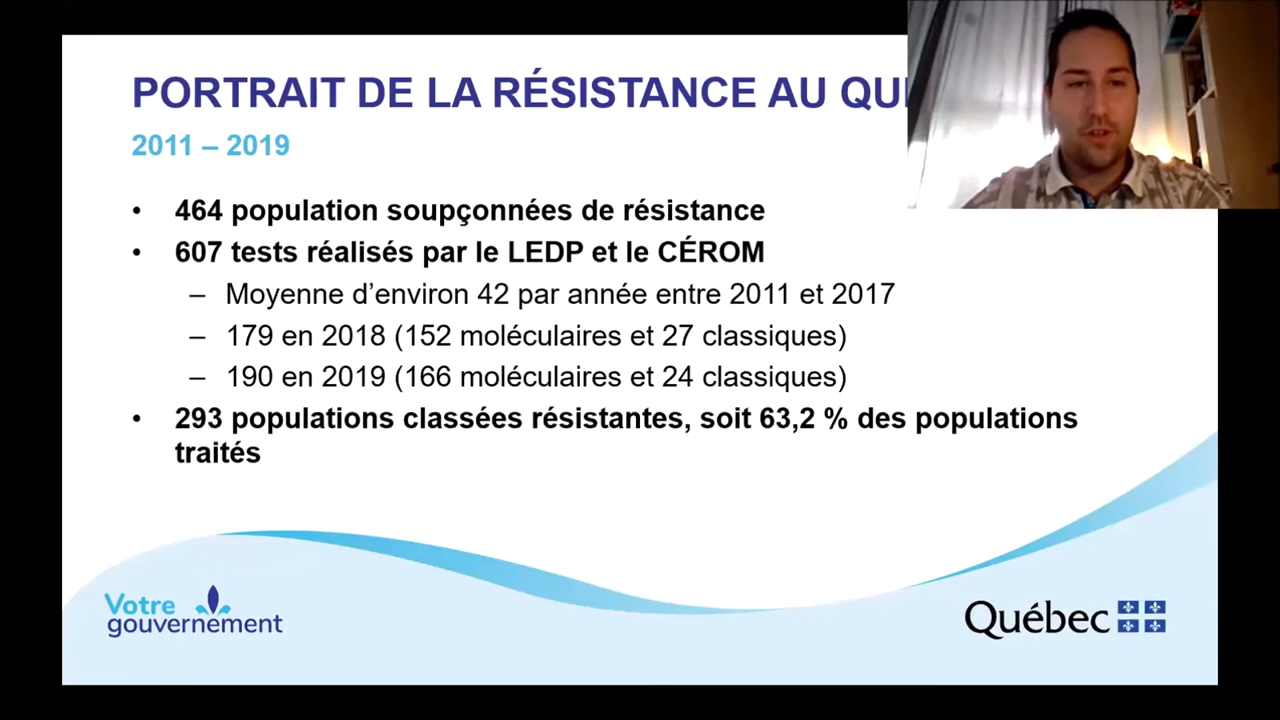 PORTRAIT DE LA RÉSISTANCE AU
2011 – 2019
• 464 population soupçonnées de résistance
• 607 tests réalisés par le LEDP et le CÉROM
– Moyenne d’environ 42 par année entre 2011 et 2017
– 179 en 2018 (152 moléculaires et 27 classiques)
– 190 en 2019 (166 moléculaires et 24 classiques)
• 293 populations classées résistantes, soit 63,2 % des populations
traités
Votre
gouvernement
Québec